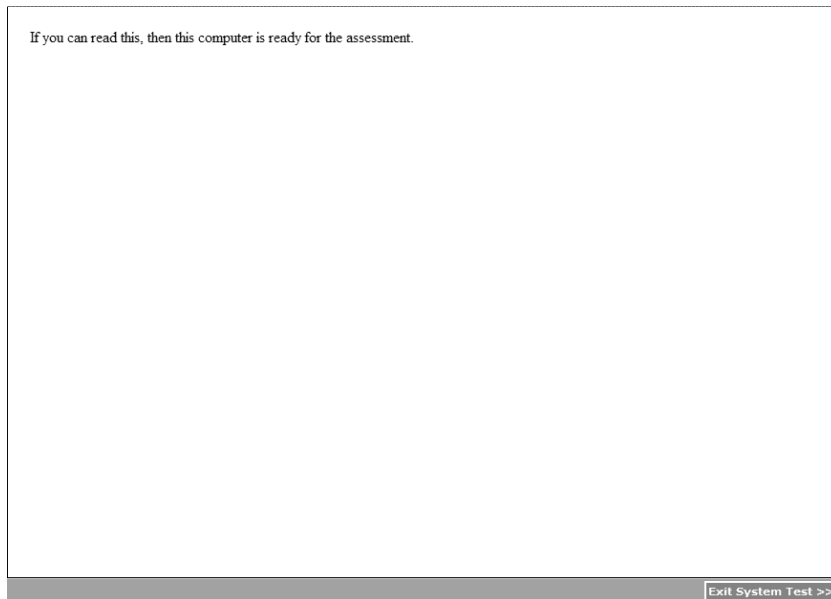 If you can read this, then this computer is ready for the assessment.
Exit System Test >>